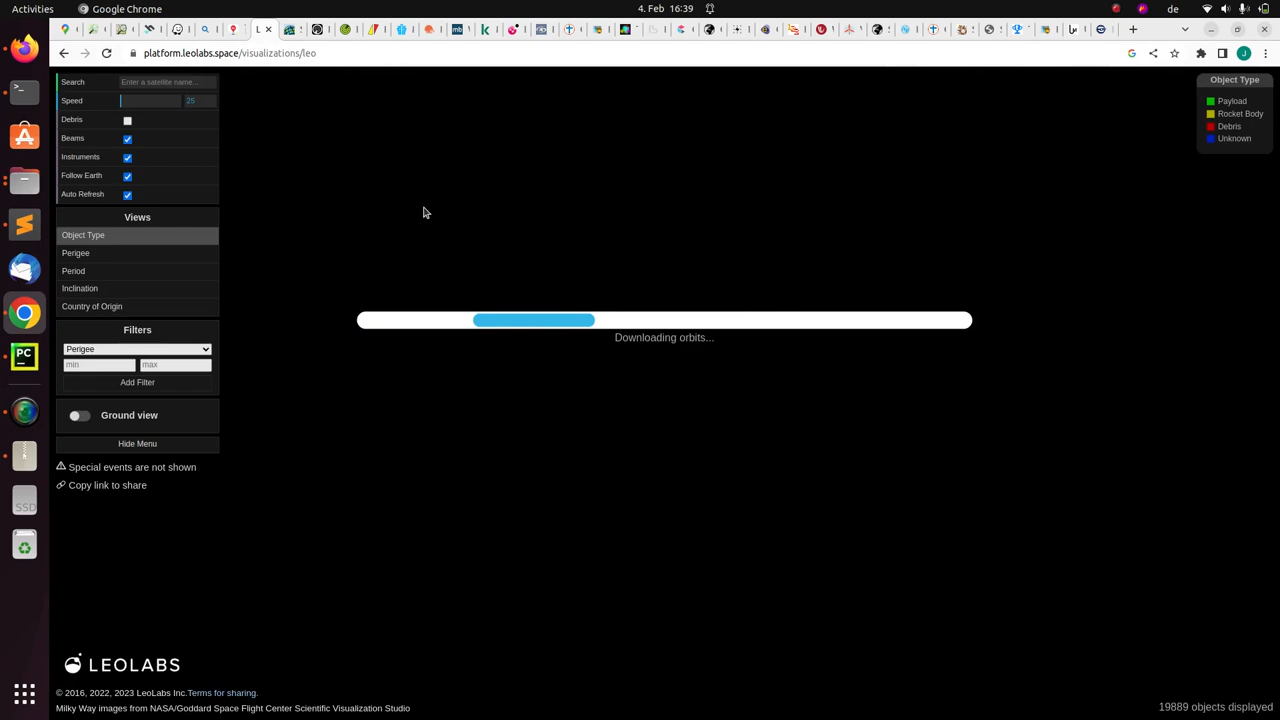 Activities
Google Chrome
4. Feb 16:39
de
L
mb
platform.leolabs.space/visualizations/leo
J
Search
Enter a satellite name...
Speed
25
Debris
Beams
Instruments
Follow Earth
Auto Refresh
Views
Object Type
Perigee
Period
Inclination
Country of Origin
Filters
Perigee
min
max
Add Filter
Ground view
Hide Menu
Special events are not shown
Copy link to share
Downloading orbits...
Object Type
Payload
Rocket Body
Debris
Unknown
PC
SSD
LEOLABS
© 2016, 2022, 2023 LeoLabs Inc.Terms for sharing.
Milky Way images from NASA/Goddard Space Flight Center Scientific Visualization Studio
19889 objects displayed